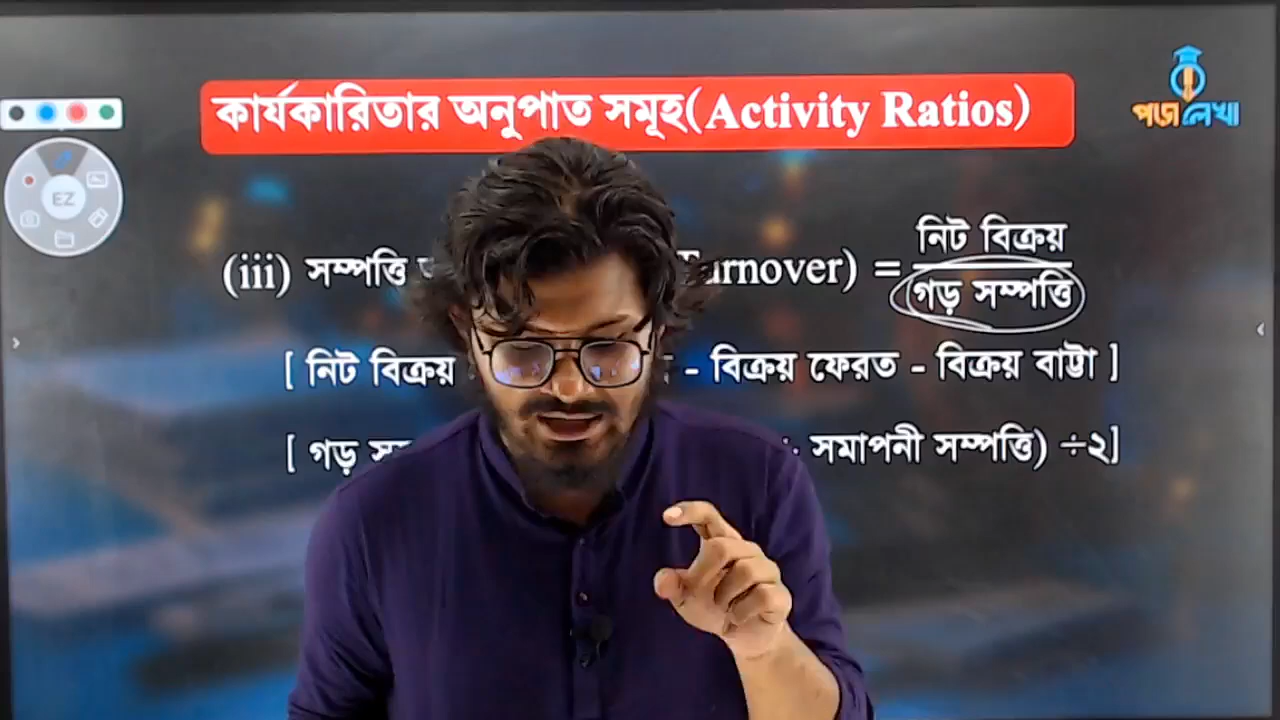 কার্যকারিতার অনুপাত সমূহ(Activity Ratios)
পড়ালেখা
EZ
(iii) সম্পত্তি Turnover) = নিট বিক্রয়
গড় সম্পত্তি
[ নিট বিক্রয় - বিক্রয় ফেরত - বিক্রয় বাট্টা ]
[ গড় সমাপনী সম্পত্তি) ÷২]